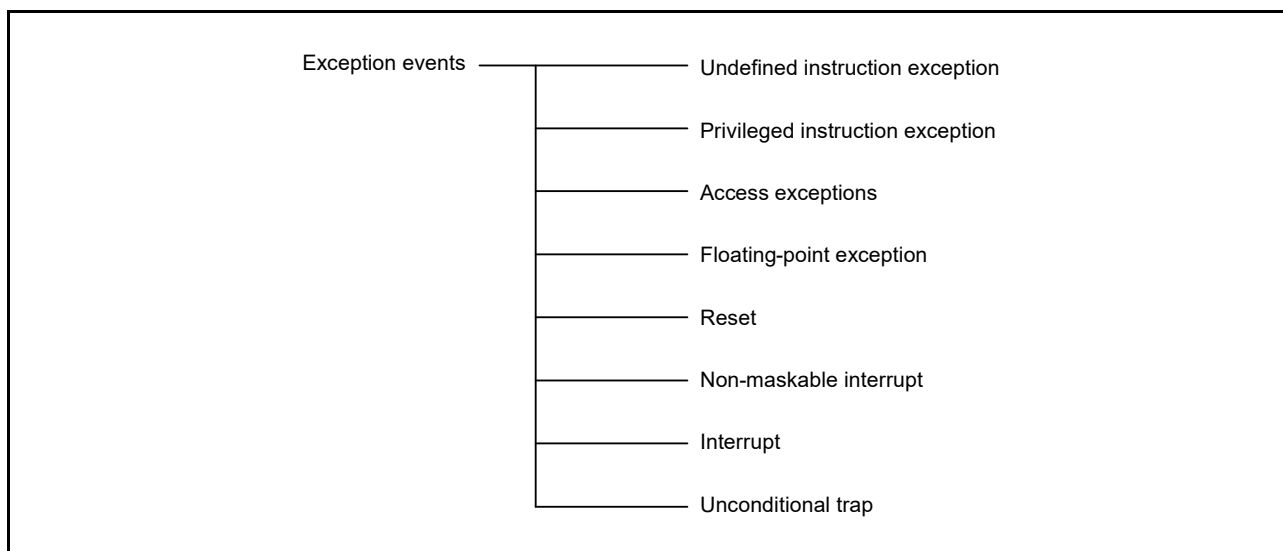 Exception events
Undefined instruction exception
Privileged instruction exception
Access exceptions
Floating-point exception
Reset
Non-maskable interrupt
Interrupt
Unconditional trap